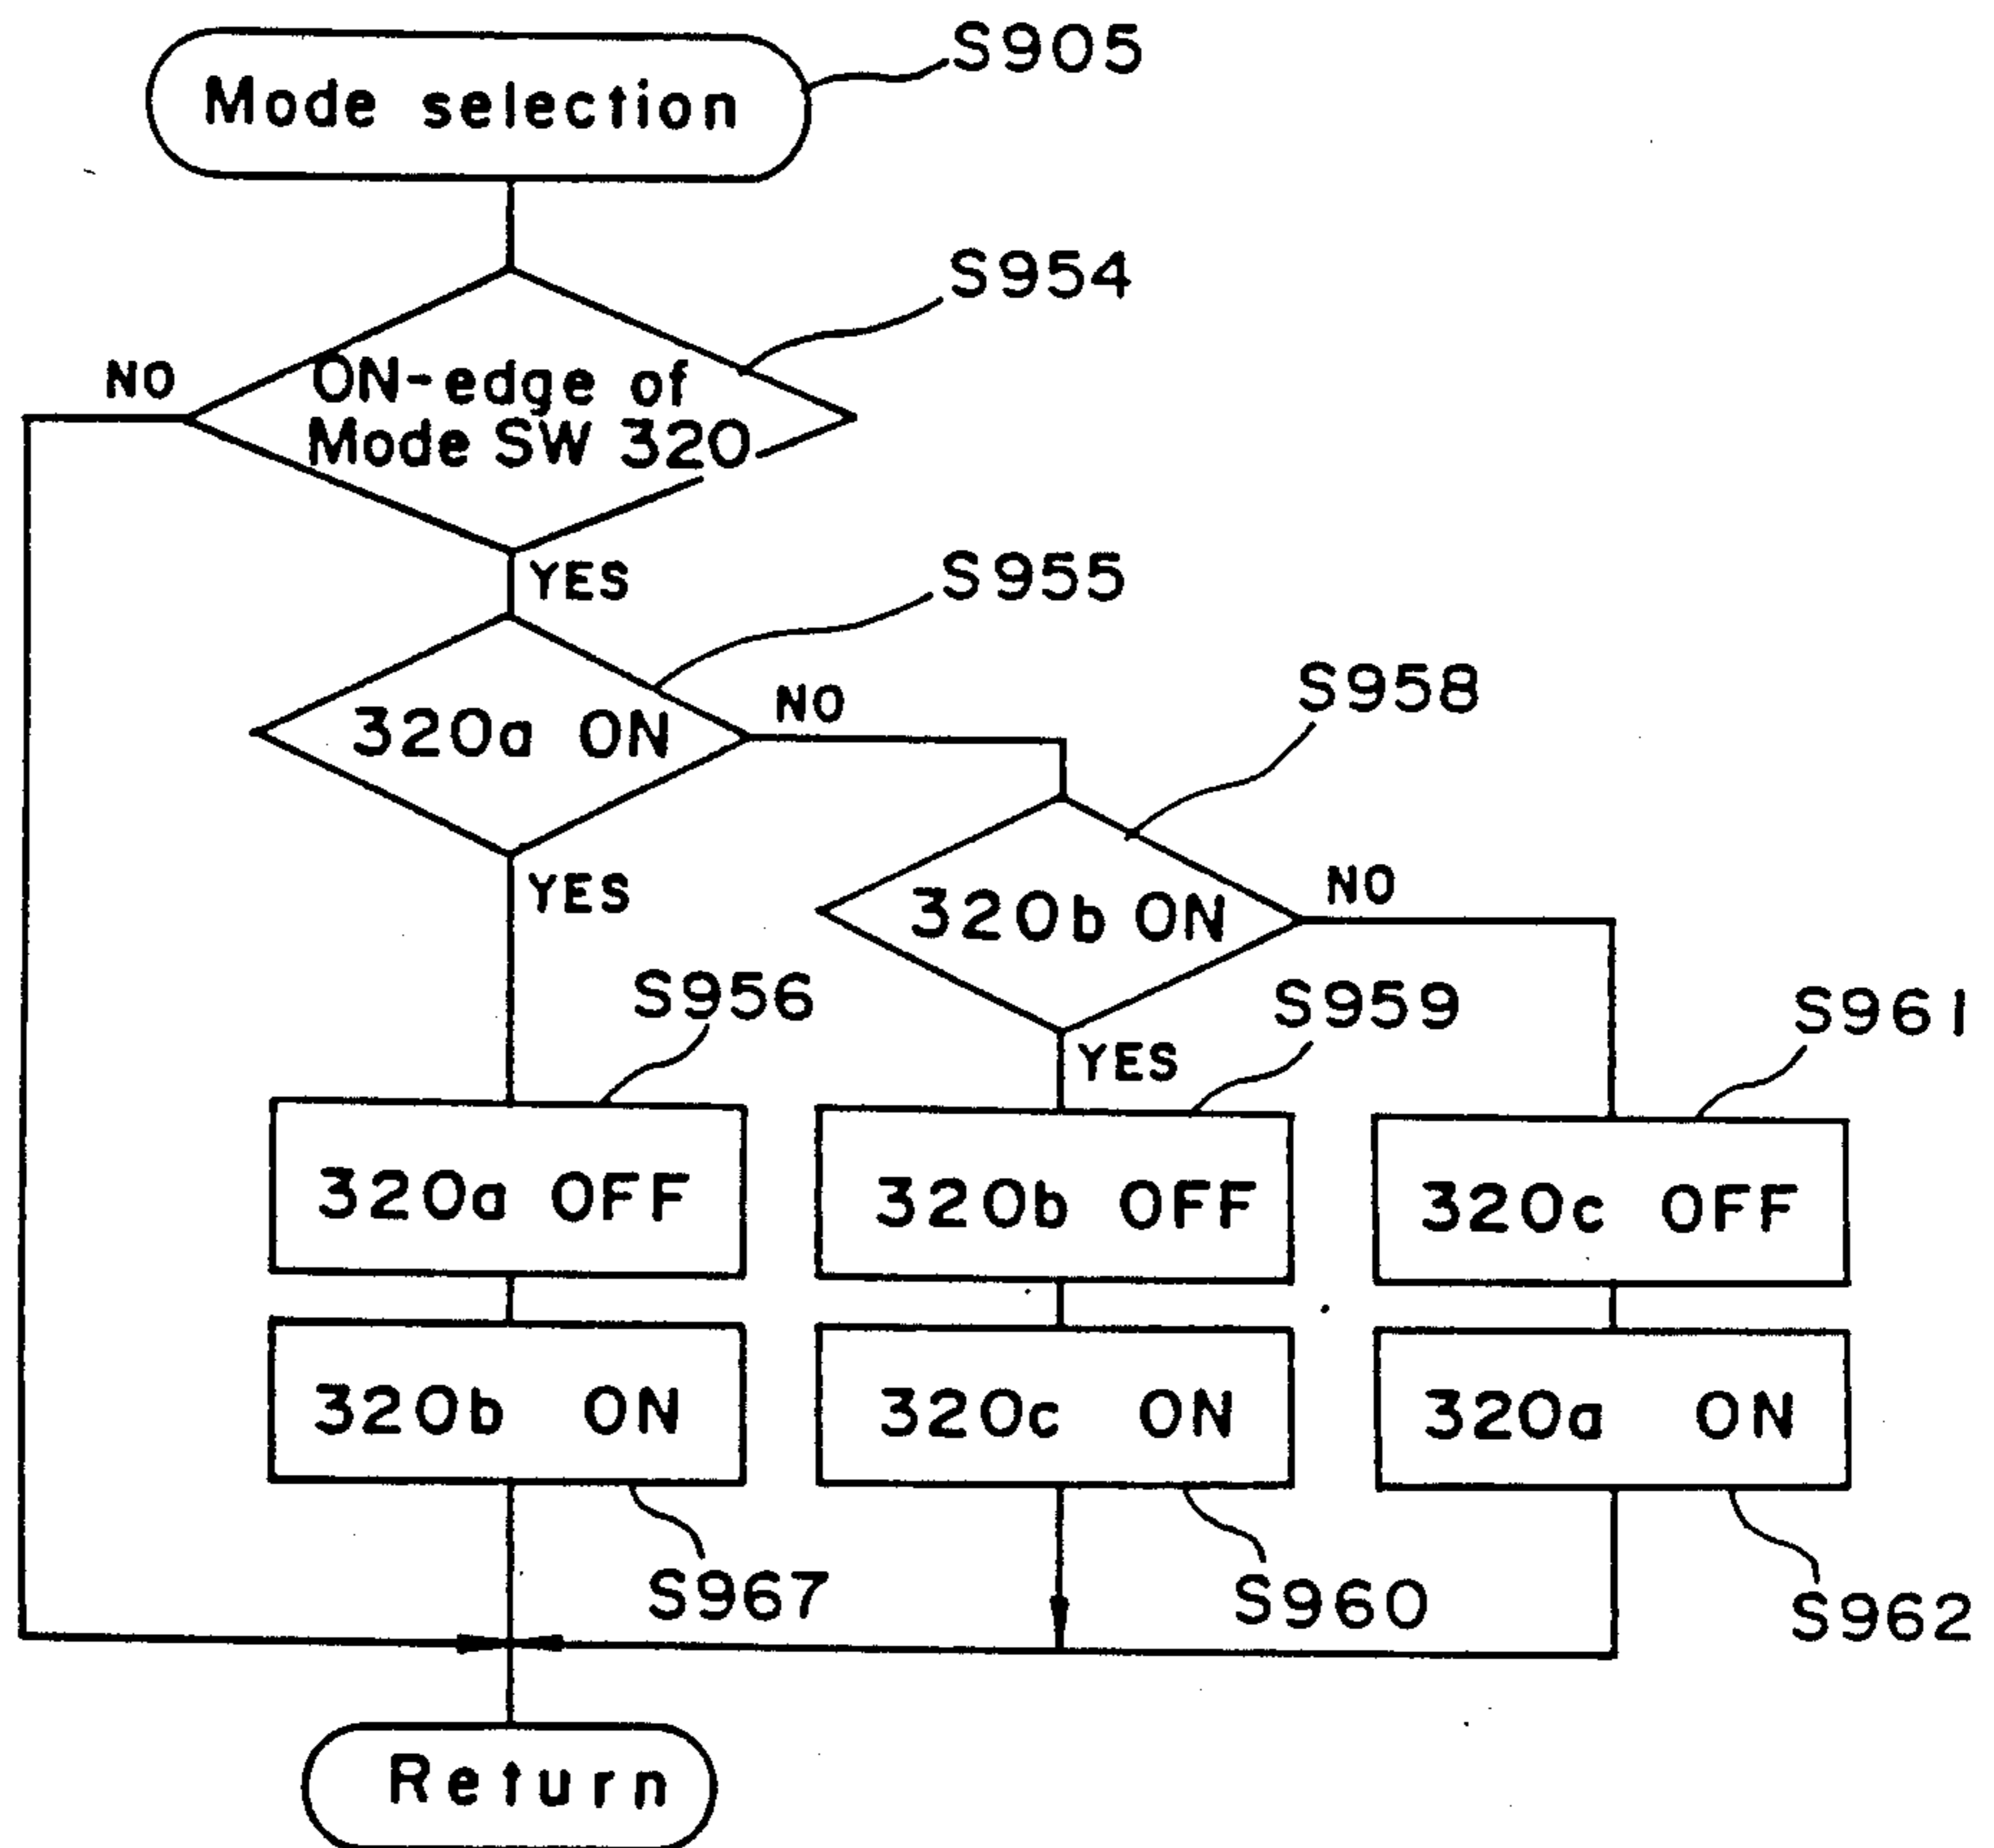 S905
Mode selection
S954
NO
ON-edge of
Mode SW 320
YES
S955
320a ON
NO
S958
YES
320b ON
NO
S956
S959
S961
YES
320a OFF
320b OFF
320c OFF
320b ON
320c ON
320a ON
S967
S960
S962
Return